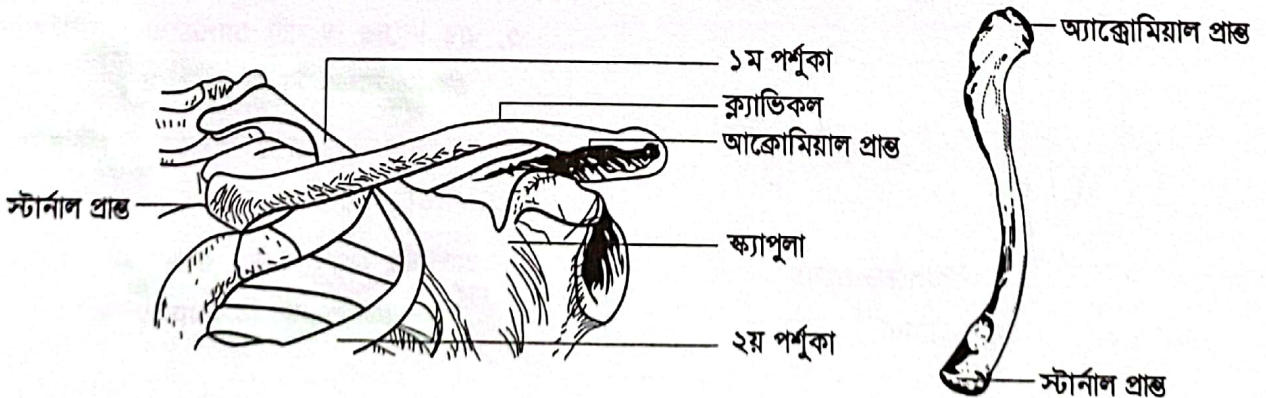 অ্যাক্রোমিয়াল প্রান্ত
১ম পর্শুকা
ক্ল্যাভিকল
আক্রোমিয়াল প্রান্ত
স্টার্নাল প্রান্ত
স্ক্যাপুলা
২য় পর্শুকা
স্টার্নাল প্রান্ত